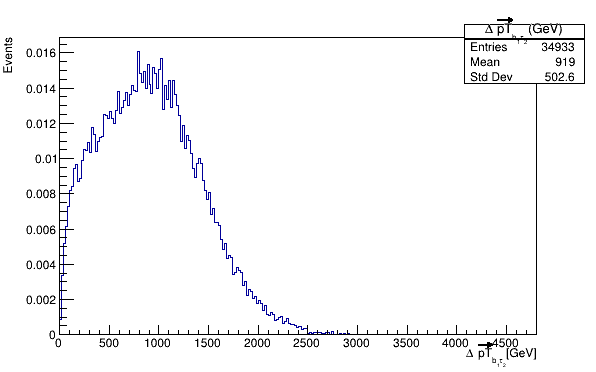 Δ pT b₁τ₂ (GeV)
Entries 34933
Mean 919
Std Dev 502.6
Events
0.016
0.014
0.012
0.01
0.008
0.006
0.004
0.002
0
0 500 1000 1500 2000 2500 3000 3500 4000 4500
Δ pT b₁τ₂ [GeV]